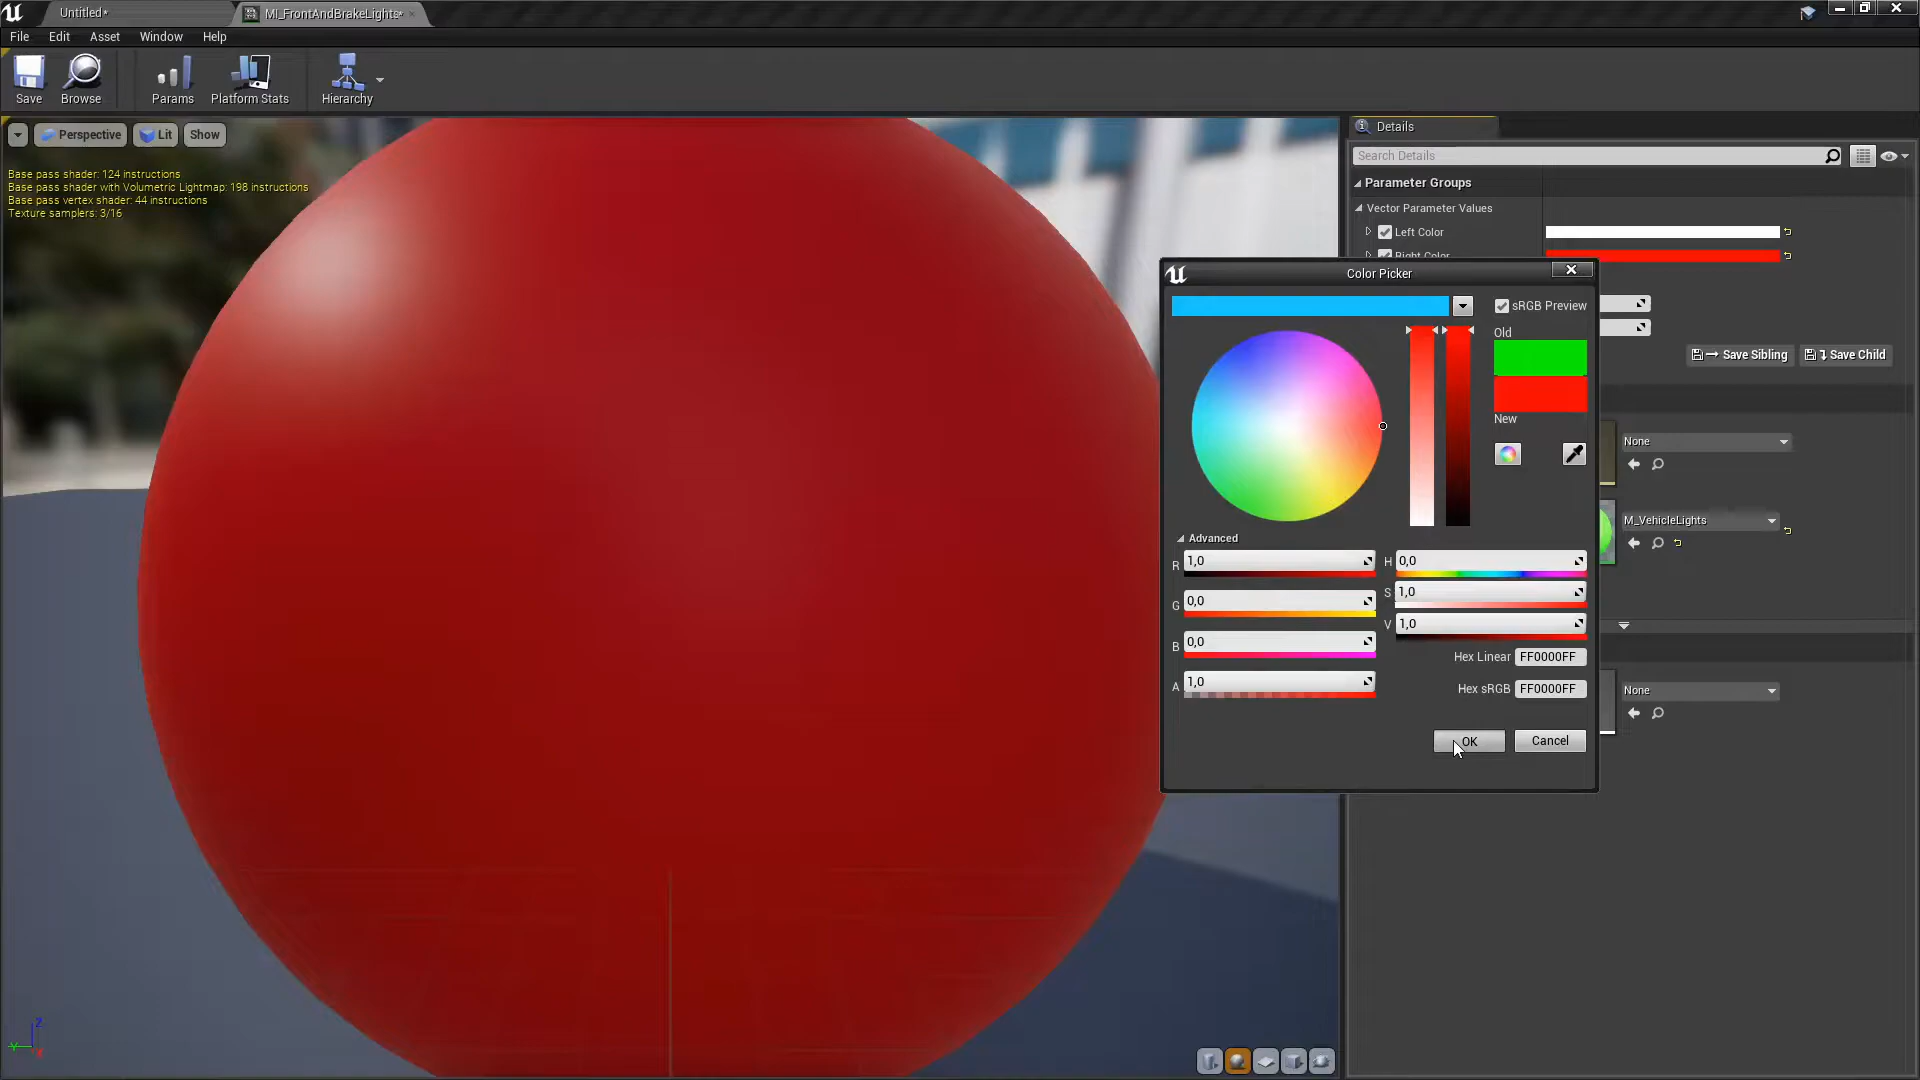 Untitled*
MI_FrontAndBrakeLights*
File Edit Asset Window Help
Save Browse Params Platform Stats Hierarchy
Perspective Lit Show
Base pass shader: 124 instructions
Base pass shader with Volumetric Lightmap: 198 instructions
Base pass vertex shader: 44 instructions
Texture samplers: 3/16
Details
Search Details
Parameter Groups
Vector Parameter Values
Left Color
Right Color
Save Sibling Save Child
None
M_VehicleLights
None
Color Picker
sRGB Preview
Old
New
Advanced
R 1,0
G 0,0
B 0,0
A 1,0
H 0,0
S 1,0
V 1,0
Hex Linear FF0000FF
Hex sRGB FF0000FF
OK Cancel
Z
Y
X